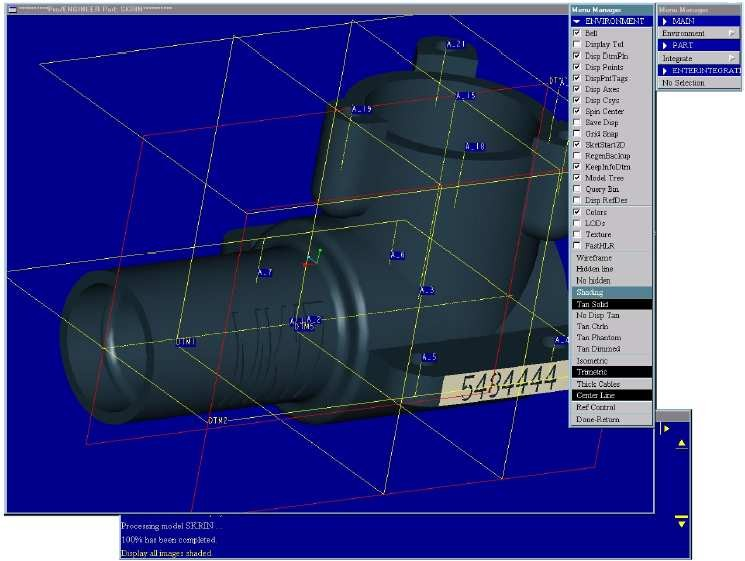 **********Pro/ENGINEER Part: SKRIN**********
Menu Manager
ENVIRONMENT
Bell
Display Tol
Disp DtmPln
Disp Points
DispPntTags
Disp Axes
Disp Csys
Spin Center
Save Disp
Grid Snap
SketStart2D
RegenBackup
KeepInfoDtm
Model Tree
Query Bin
Disp RefDes
Colors
LODs
Texture
FastHLR
Wireframe
Hidden line
No hidden
Shading
Tan Solid
No Disp Tan
Tan Ctrln
Tan Phantom
Tan Dimmed
Isometric
Trimetric
Thick Cables
Center Line
Ref Control
Done-Return
Menu Manager
MAIN
Environment
PART
Integrate
ENTERINTEGRATI
No Selection
A_21
A_15
A_19
A_18
A_6
A_7
A_3
A_2
DTM5
DTM1
A_5
A_4
5484444
DTM2
Processing model SKRIN...
100% has been completed.
Display all images shaded